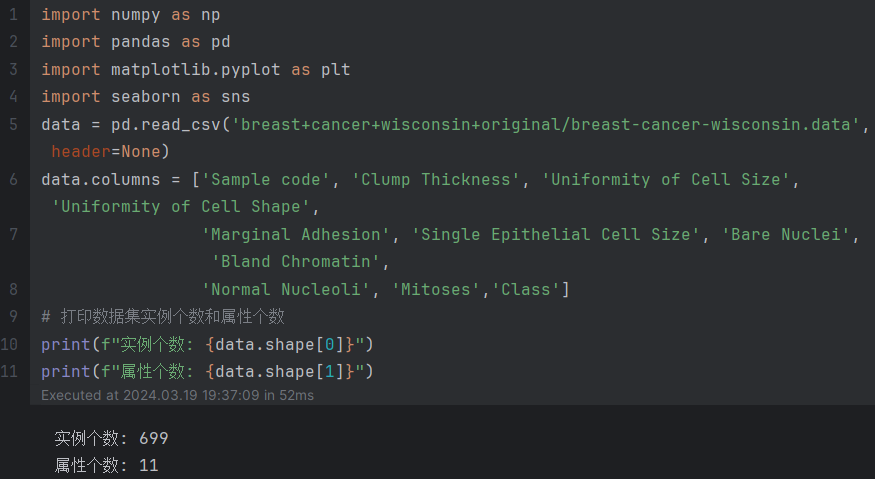 1 import numpy as np
2 import pandas as pd
3 import matplotlib.pyplot as plt
4 import seaborn as sns
5 data = pd.read_csv('breast+cancer+wisconsin+original/breast-cancer-wisconsin.data',
header=None)
6 data.columns = ['Sample code', 'Clump Thickness', 'Uniformity of Cell Size',
'Uniformity of Cell Shape',
7 'Marginal Adhesion', 'Single Epithelial Cell Size', 'Bare Nuclei',
'Bland Chromatin',
8 'Normal Nucleoli', 'Mitoses','Class']
9 # 打印数据集实例个数和属性个数
10 print(f"实例个数: {data.shape[0]}")
11 print(f"属性个数: {data.shape[1]}")
Executed at 2024.03.19 19:37:09 in 52ms
实例个数: 699
属性个数: 11